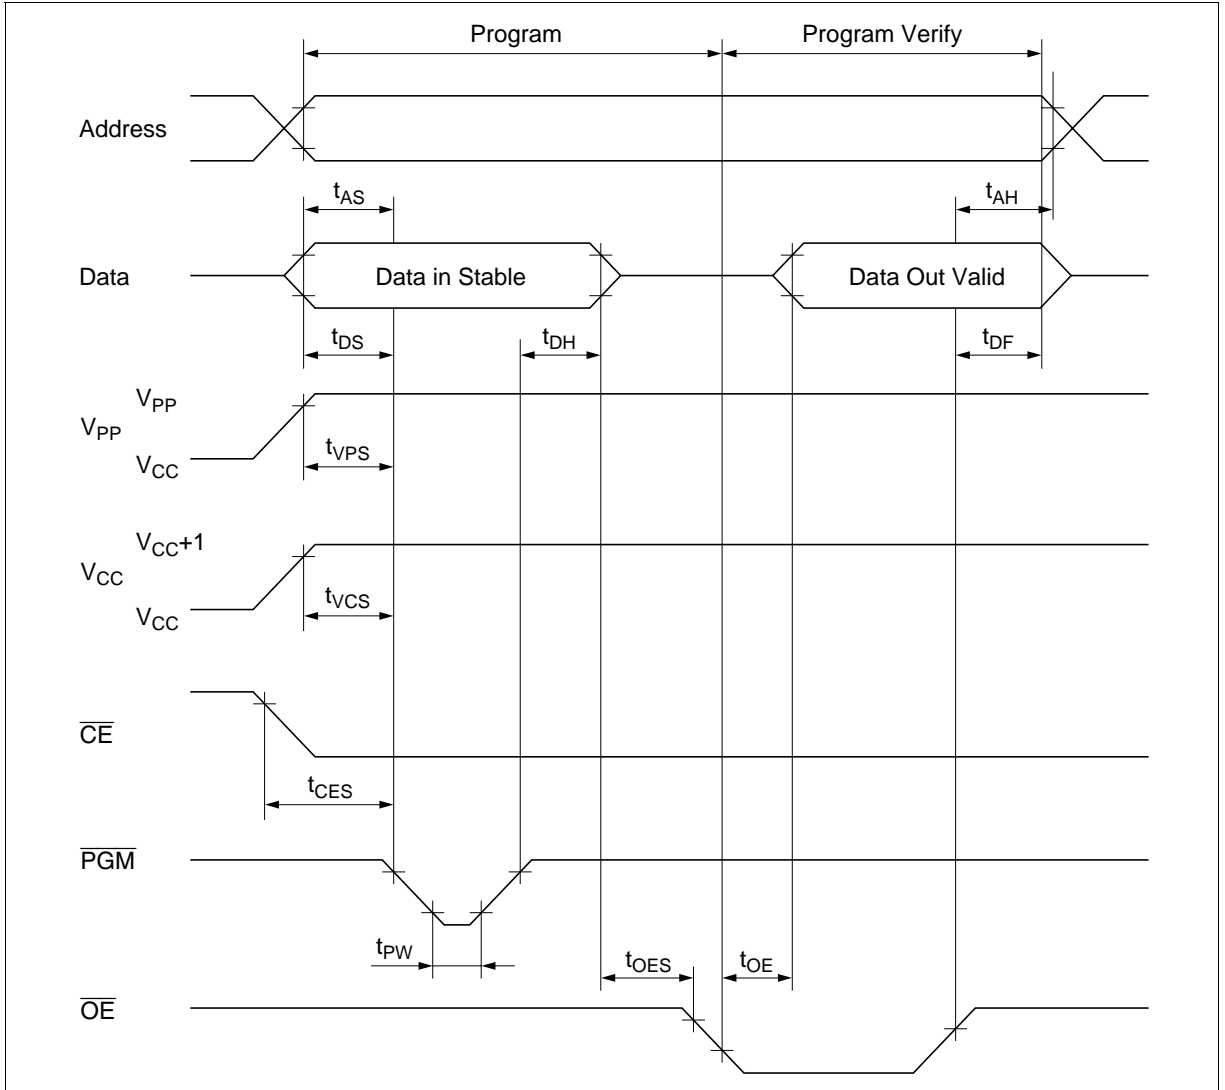 Program
Program Verify
Address
tAS
tAH
Data
Data in Stable
Data Out Valid
tDS
tDH
tDF
VPP
VPP
tVPS
VCC
VCC+1
VCC
tVCS
VCC
CE
tCES
PGM
tPW
tOES
tOE
OE